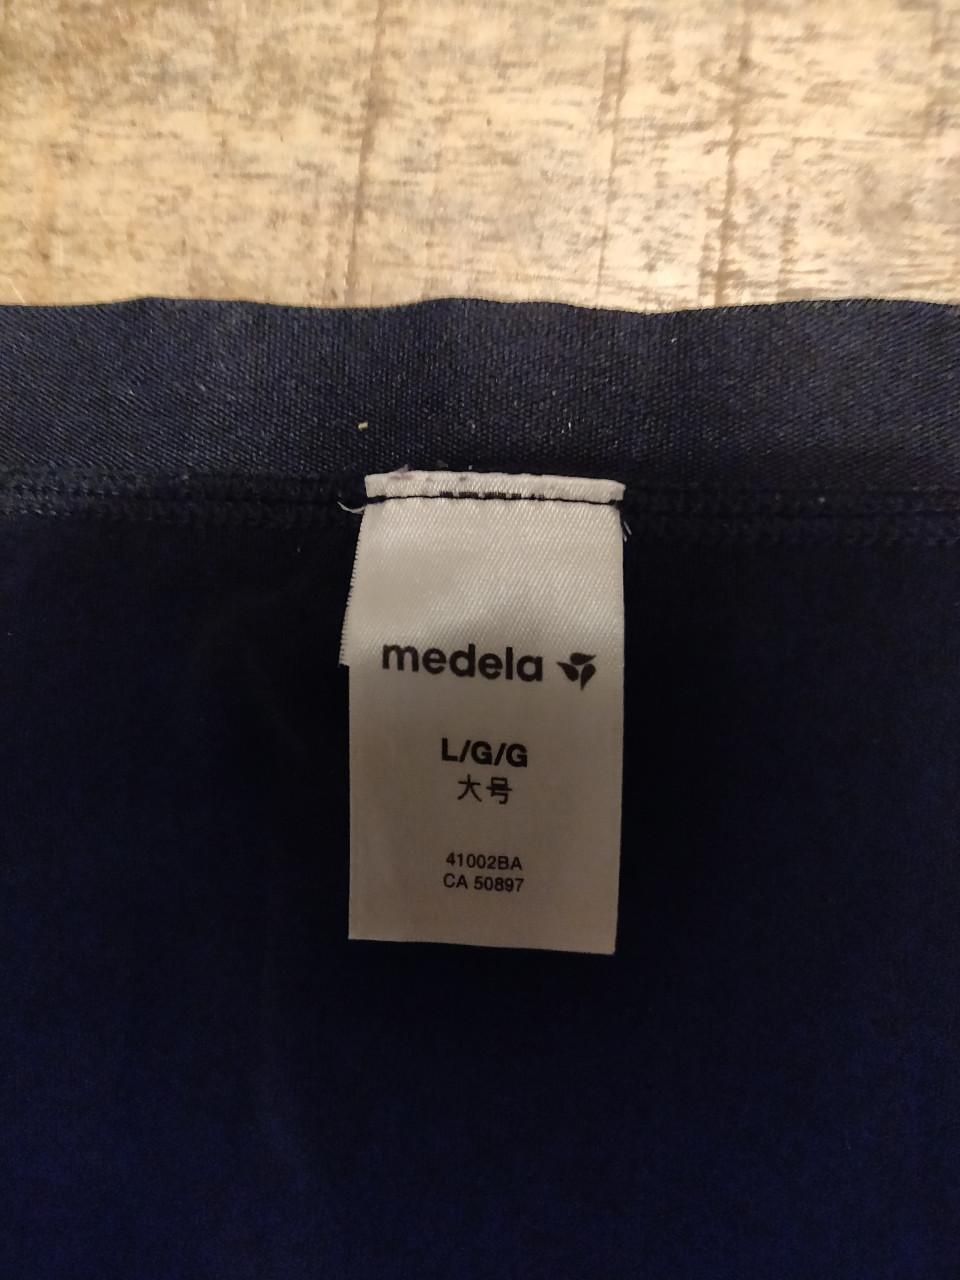 medela
L/G/G
大号
41002BA
CA 50897